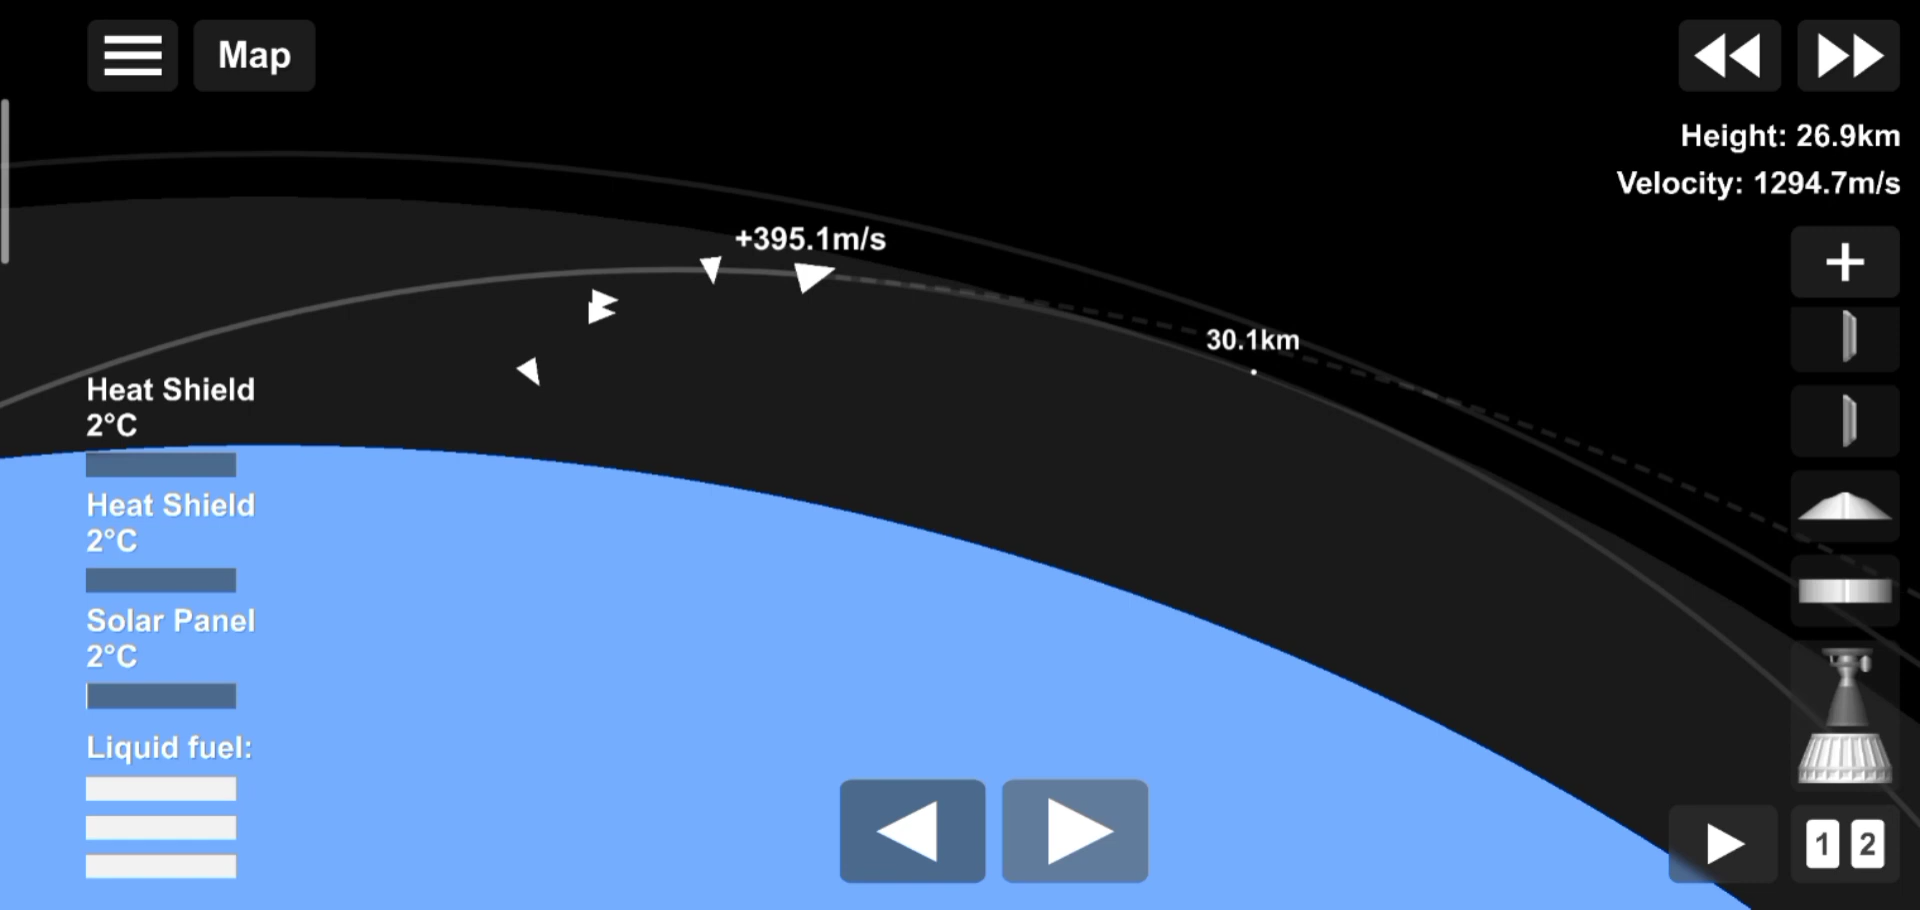 Map
Height: 26.9km
Velocity: 1294.7m/s
+395.1m/s
30.1km
Heat Shield
2°C
Heat Shield
2°C
Solar Panel
2°C
Liquid fuel:
1 2